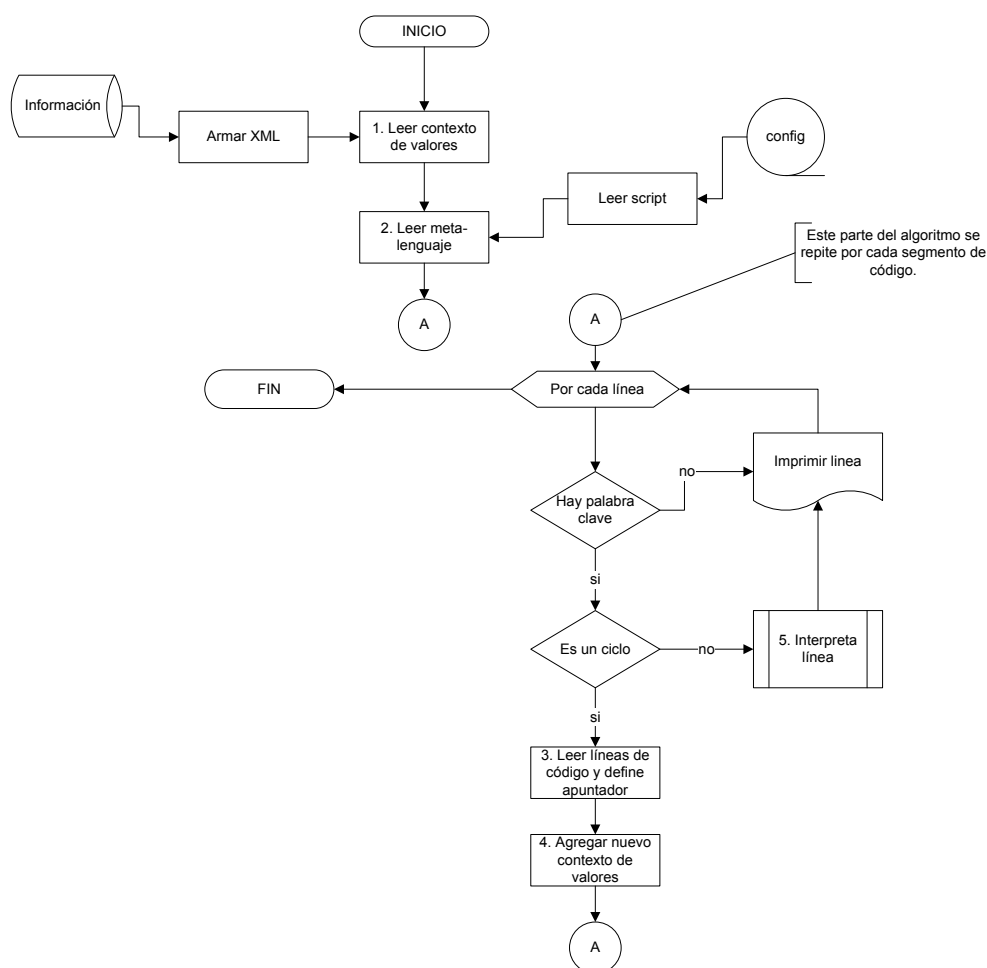 INICIO
Información
Armar XML
1. Leer contexto
de valores
config
Leer script
2. Leer meta-
lenguaje
Este parte del algoritmo se
repite por cada segmento de
código.
A
A
FIN
Por cada línea
Imprimir linea
no
Hay palabra
clave
si
Es un ciclo
no
5. Interpreta
línea
si
3. Leer líneas de
código y define
apuntador
4. Agregar nuevo
contexto de
valores
A